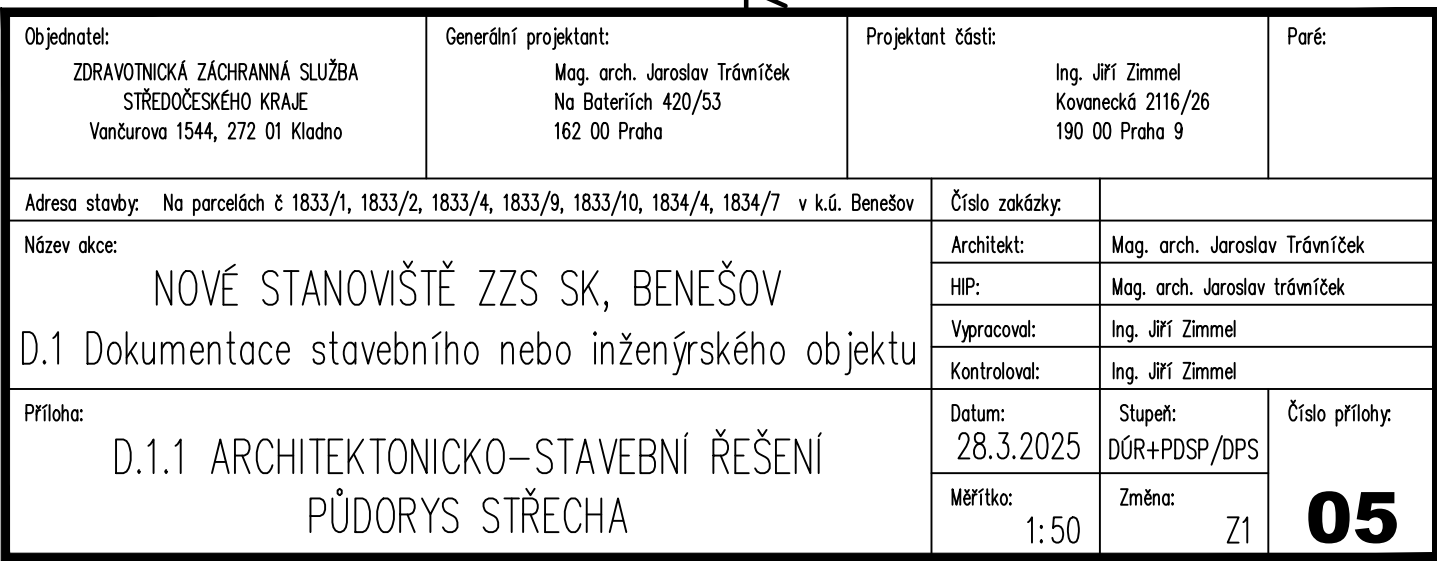 Objednatel:
ZDRAVOTNICKÁ ZÁCHRANNÁ SLUŽBA
STŘEDOČESKÉHO KRAJE
Vančurova 1544, 272 01 Kladno
Generální projektant:
Mag. arch. Jaroslav Trávníček
Na Bateriích 420/53
162 00 Praha
Projektant části:
Ing. Jiří Zimmel
Kovanecká 2116/26
190 00 Praha 9
Paré:
Adresa stavby: Na parcelách č 1833/1, 1833/2, 1833/4, 1833/9, 1833/10, 1834/4, 1834/7 v k.ú. Benešov
Číslo zakázky:
Název akce:
NOVÉ STANOVIŠTĚ ZZS SK, BENEŠOV
D.1 Dokumentace stavebního nebo inženýrského objektu
Architekt: Mag. arch. Jaroslav Trávníček
HIP: Mag. arch. Jaroslav trávníček
Vypracoval: Ing. Jiří Zimmel
Kontroloval: Ing. Jiří Zimmel
Příloha:
D.1.1 ARCHITEKTONICKO-STAVEBNÍ ŘEŠENÍ
PŮDORYS STŘECHA
Datum:
28.3.2025
Stupeň:
DÚR+PDSP/DPS
Měřítko:
1:50
Změna:
Z1
Číslo přílohy:
05